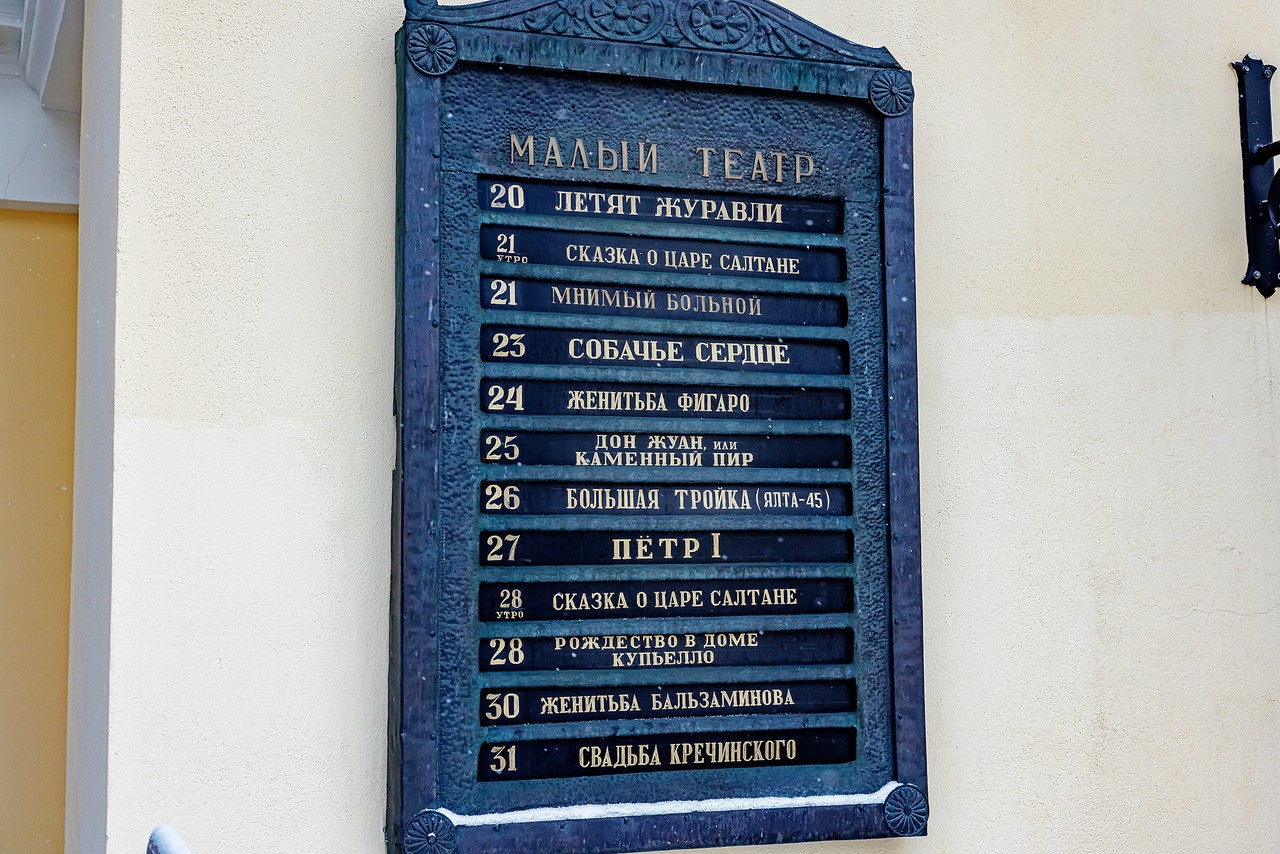 МАЛЫЙ ТЕАТР
20 ЛЕТЯТ ЖУРАВЛИ
21 УТРО СКАЗКА О ЦАРЕ САЛТАНЕ
21 МНИМЫЙ БОЛЬНОЙ
23 СОБАЧЬЕ СЕРДЦЕ
24 ЖЕНИТЬБА ФИГАРО
25 ДОН ЖУАН, ИЛИ
КАМЕННЫЙ ПИР
26 БОЛЬШАЯ ТРОЙКА (ЯЛТА-45)
27 ПЁТР I
28 УТРО СКАЗКА О ЦАРЕ САЛТАНЕ
28 РОЖДЕСТВО В ДОМЕ
КУПЬЕЛЛО
30 ЖЕНИТЬБА БАЛЬЗАМИНОВА
31 СВАДЬБА КРЕЧИНСКОГО